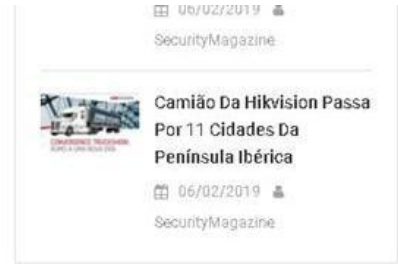 06/02/2019
SecurityMagazine
Camião Da Hikvision Passa
Por 11 Cidades Da
Península Ibérica
06/02/2019
SecurityMagazine